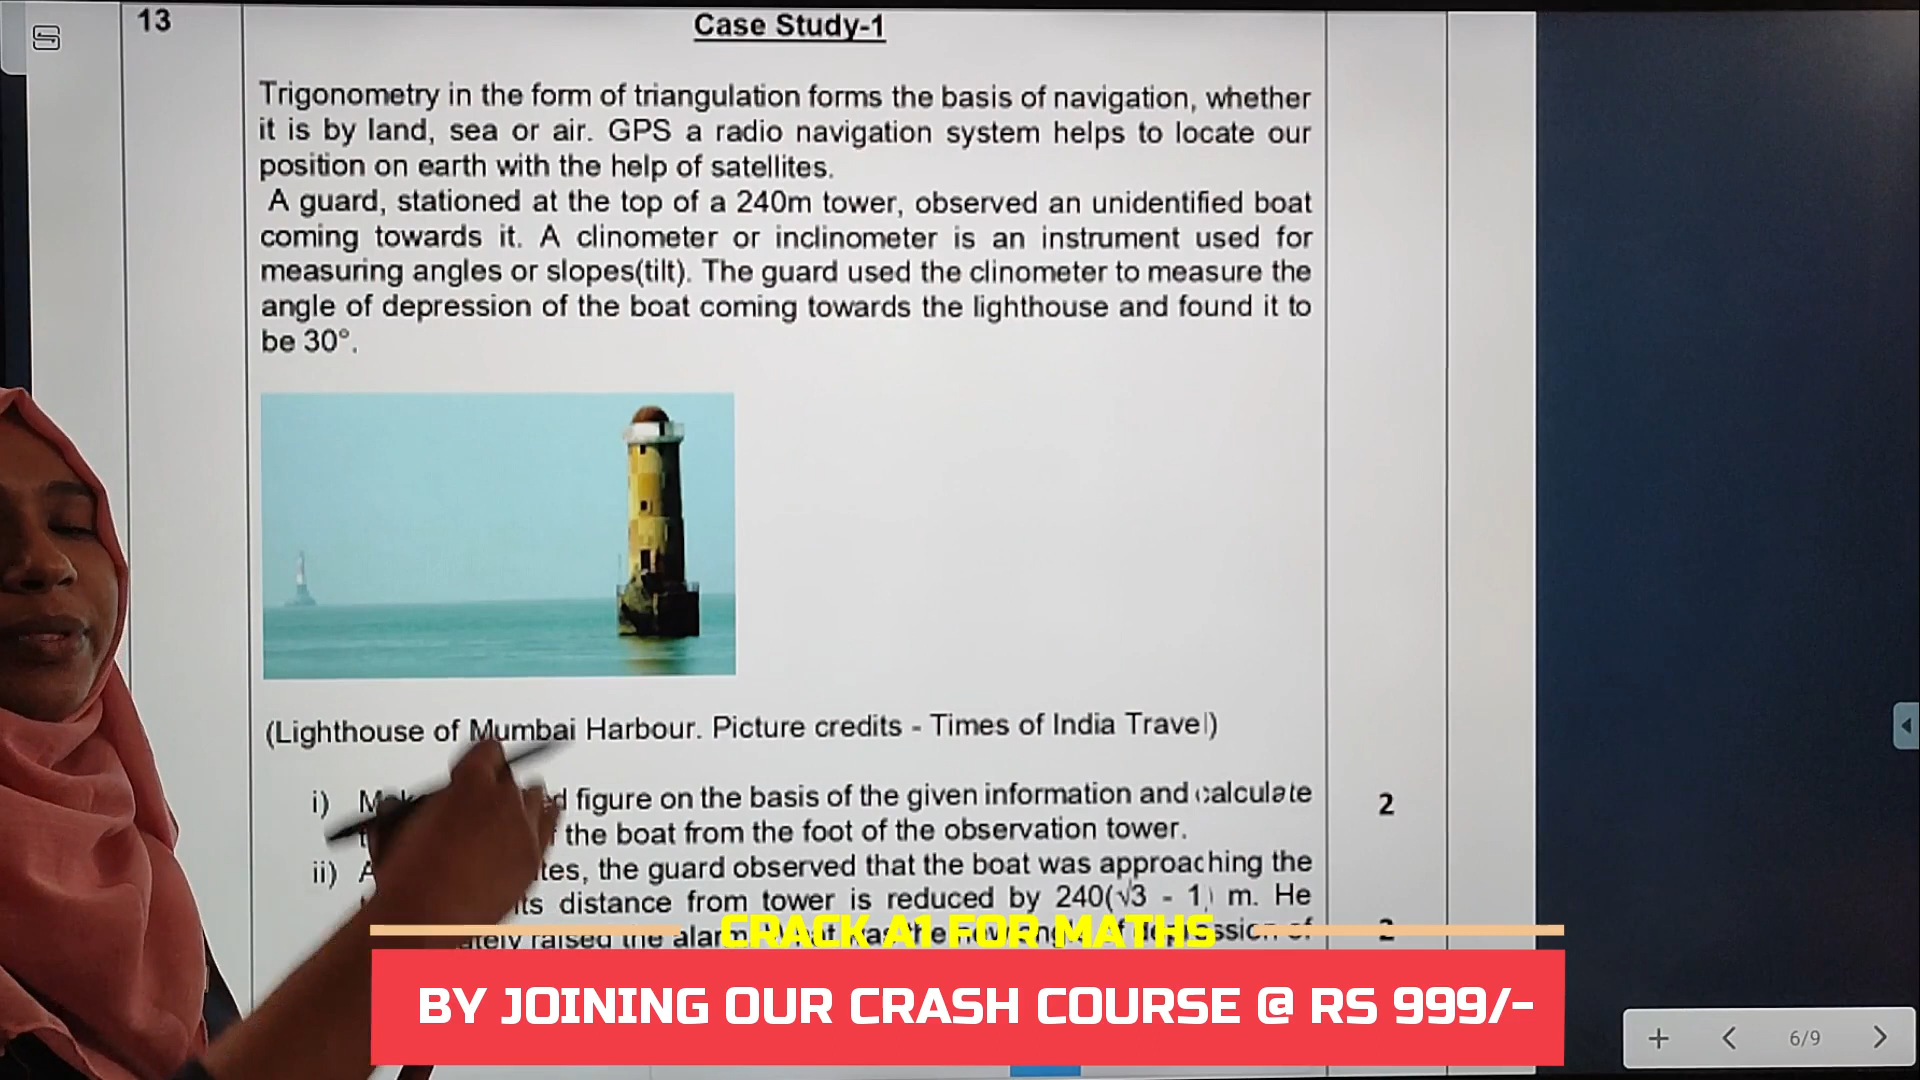 13
Case Study-1
Trigonometry in the form of triangulation forms the basis of navigation, whether
it is by land, sea or air. GPS a radio navigation system helps to locate our
position on earth with the help of satellites.
A guard, stationed at the top of a 240m tower, observed an unidentified boat
coming towards it. A clinometer or inclinometer is an instrument used for
measuring angles or slopes(tilt). The guard used the clinometer to measure the
angle of depression of the boat coming towards the lighthouse and found it to
be 30°.
(Lighthouse of Mumbai Harbour. Picture credits - Times of India Travel)
i) figure on the basis of the given information and calculate 2
the boat from the foot of the observation tower.
ii) the guard observed that the boat was approaching the
distance from tower is reduced by 240(√3 - 1) m. He
raised the alarm
CRACK A1 FOR MATHS
BY JOINING OUR CRASH COURSE @ RS 999/-
6/9